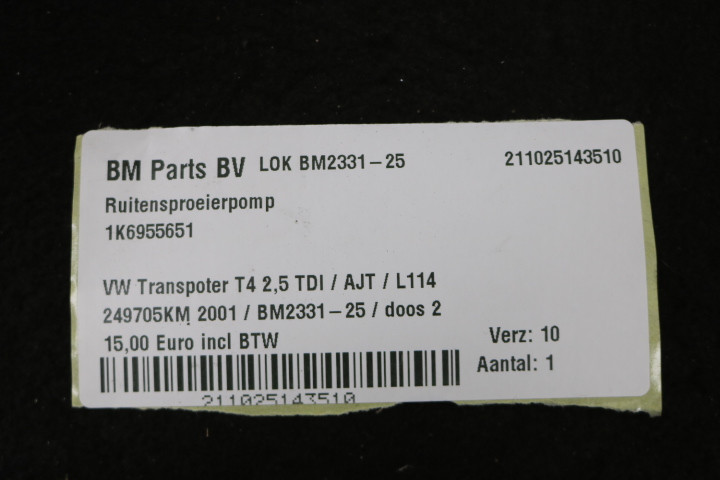 BM Parts BV LOK BM2331-25 211025143510
Ruitensproeierpomp
1K6955651
VW Transpoter T4 2,5 TDI / AJT / L114
249705KM 2001 / BM2331-25 / doos 2
15,00 Euro incl BTW Verz: 10
Aantal: 1
211025143510